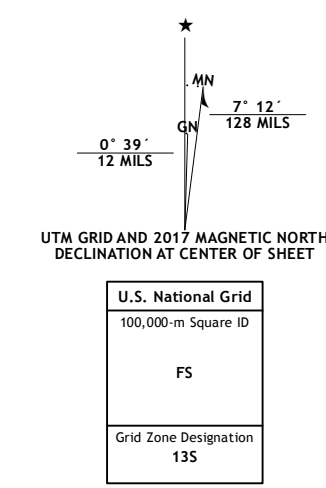 ★
MN
GN
7° 12´
128 MILS
0° 39´
12 MILS
UTM GRID AND 2017 MAGNETIC NORTH
DECLINATION AT CENTER OF SHEET
U.S. National Grid
100,000-m Square ID
FS
Grid Zone Designation
13S